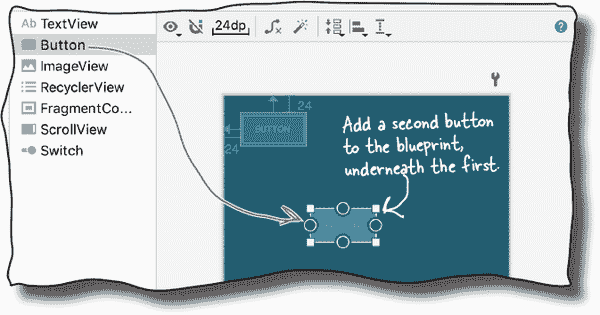 Ab TextView
Button
ImageView
RecyclerView
FragmentCo...
ScrollView
Switch
24dp
?
24
BUTTON
24
Add a second button
to the blueprint,
underneath the first.